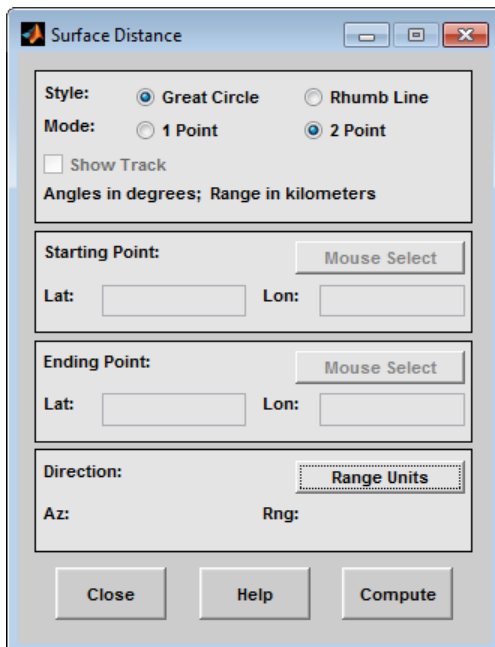 Surface Distance
Style: Great Circle Rhumb Line
Mode: 1 Point 2 Point
Show Track
Angles in degrees; Range in kilometers
Starting Point: Mouse Select
Lat: Lon:
Ending Point: Mouse Select
Lat: Lon:
Direction: Range Units
Az: Rng:
Close Help Compute